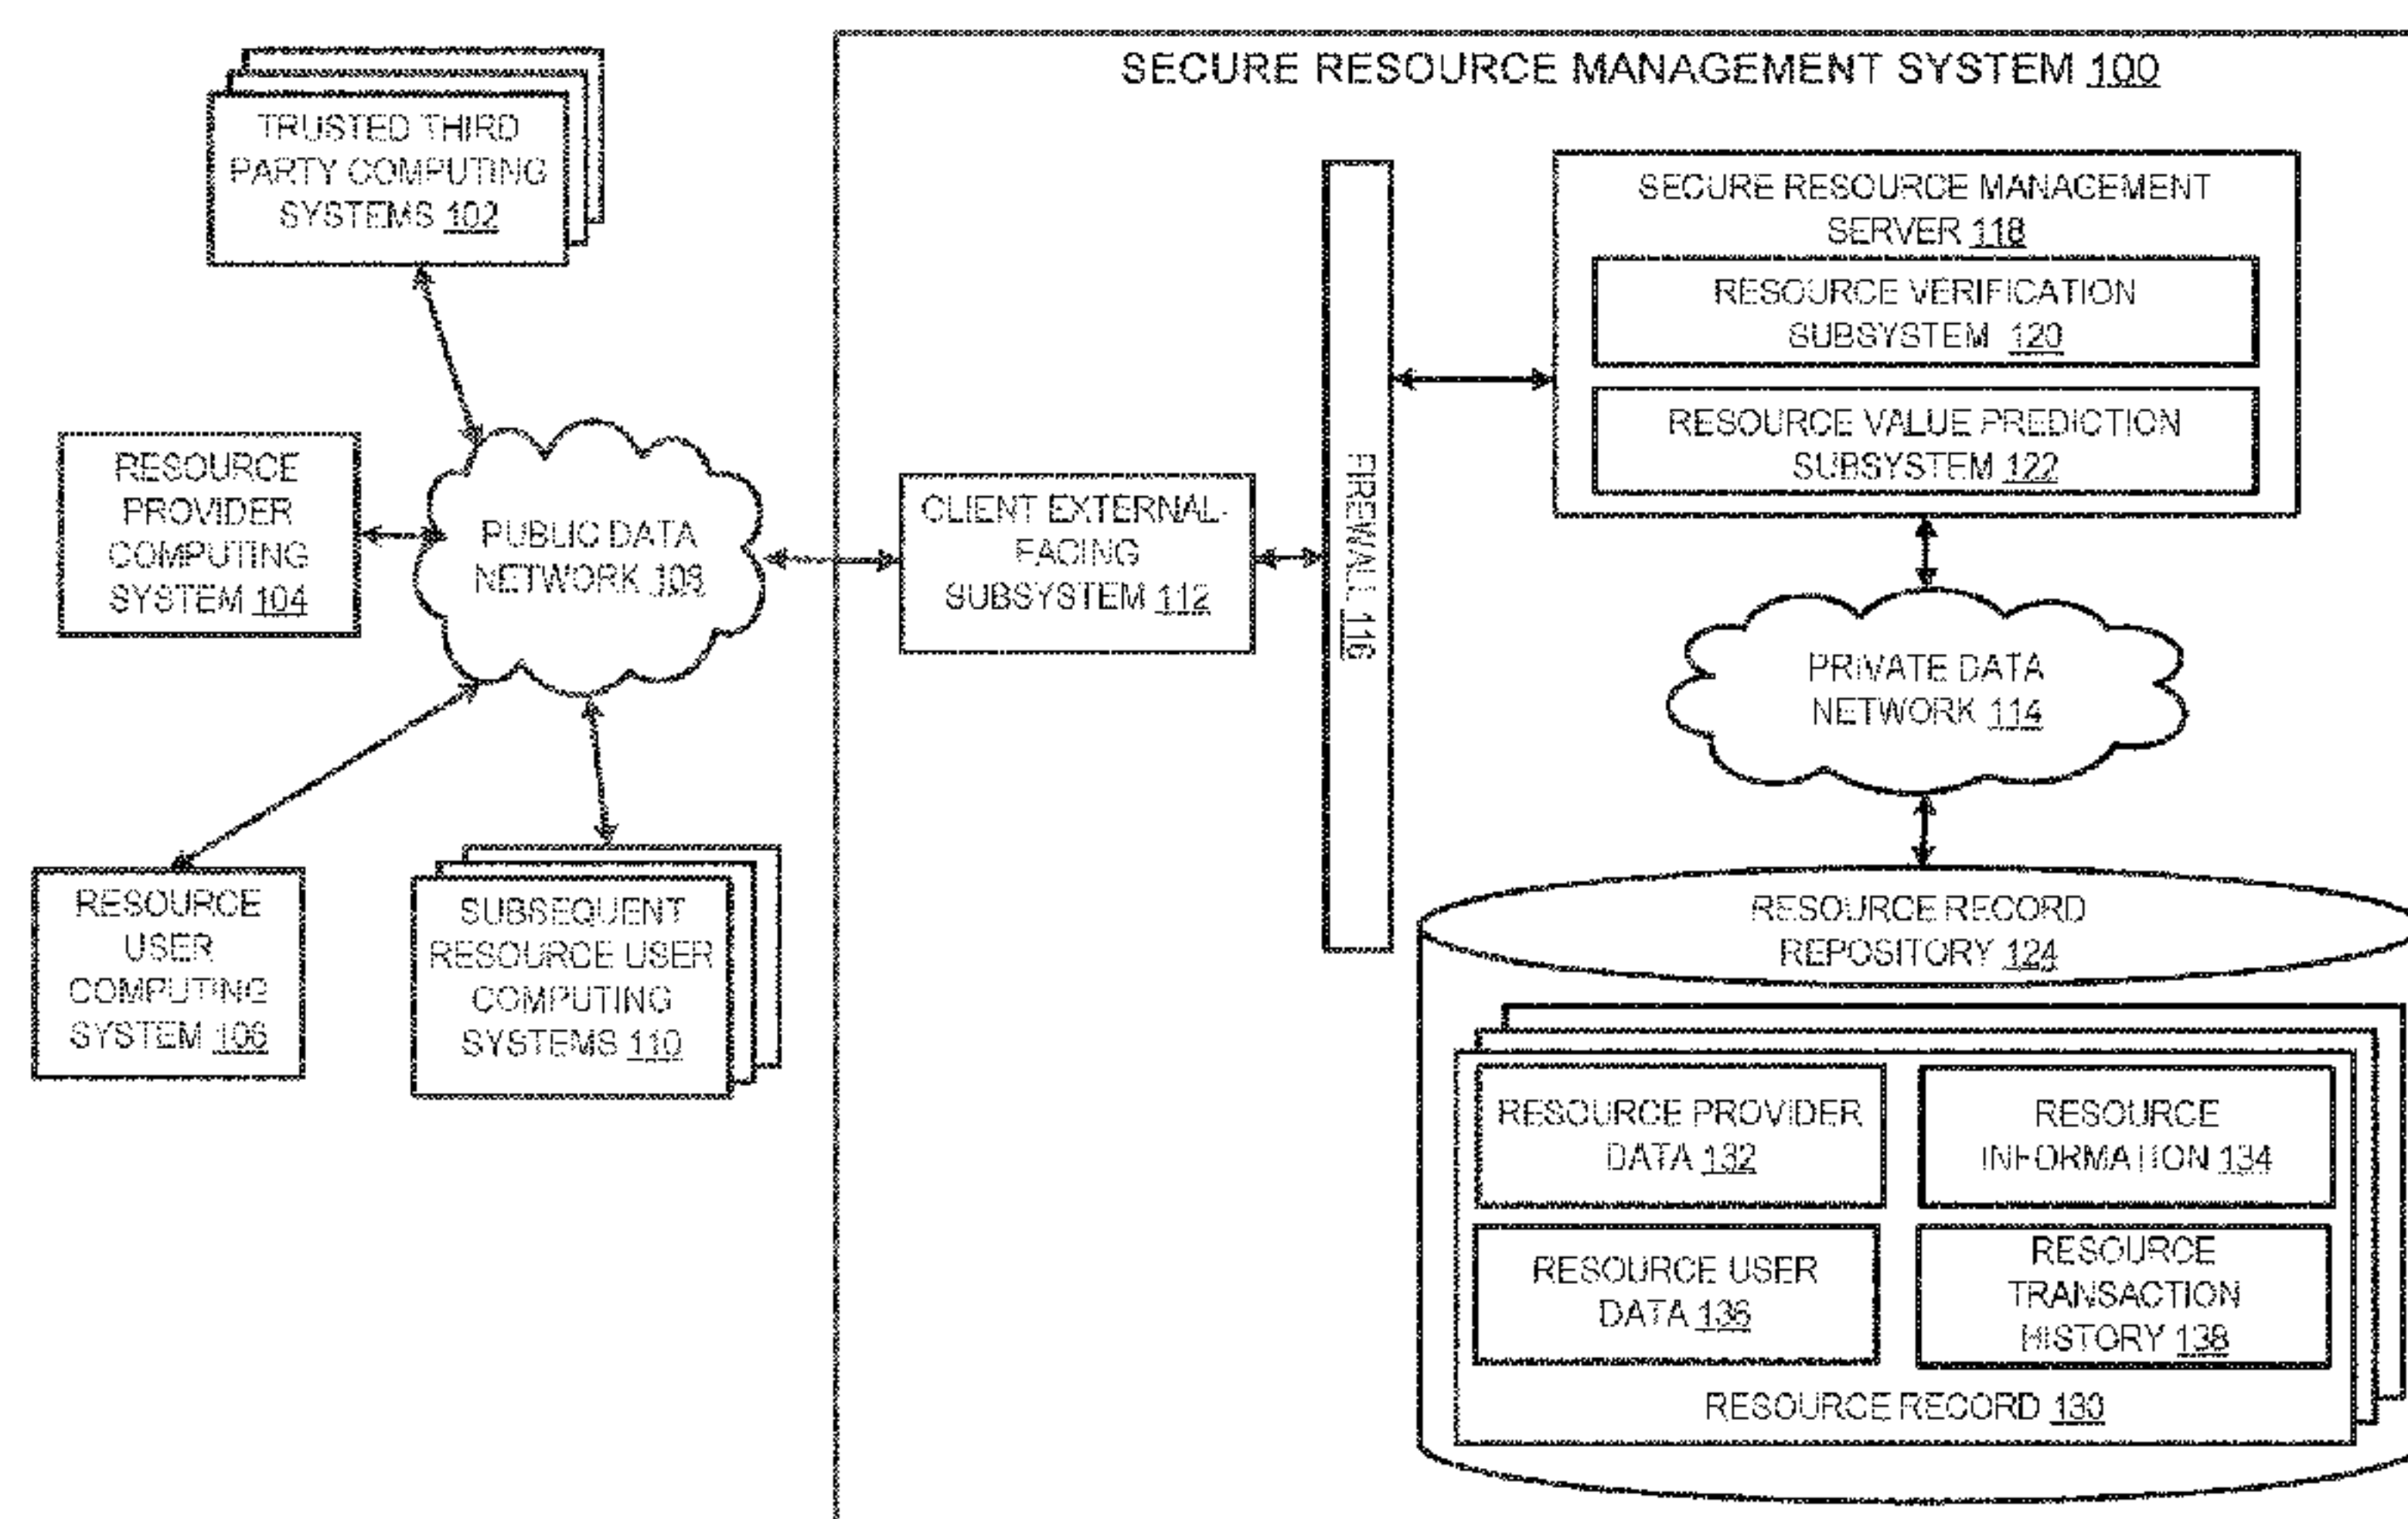 SECURE RESOURCE MANAGEMENT SYSTEM 100
TRUSTED THIRD
PARTY COMPUTING
SYSTEMS 102
RESOURCE
PROVIDER
COMPUTING
SYSTEM 104
PUBLIC DATA
NETWORK 108
RESOURCE
USER
COMPUTING
SYSTEM 106
SUBSEQUENT
RESOURCE USER
COMPUTING
SYSTEMS 110
CLIENT EXTERNAL-
FACING
SUBSYSTEM 112
FIREWALL 116
SECURE RESOURCE MANAGEMENT
SERVER 118
RESOURCE VERIFICATION
SUBSYSTEM 120
RESOURCE VALUE PREDICTION
SUBSYSTEM 122
PRIVATE DATA
NETWORK 114
RESOURCE RECORD
REPOSITORY 124
RESOURCE PROVIDER
DATA 132
RESOURCE
INFORMATION 134
RESOURCE USER
DATA 136
RESOURCE
TRANSACTION
HISTORY 138
RESOURCE RECORD 130